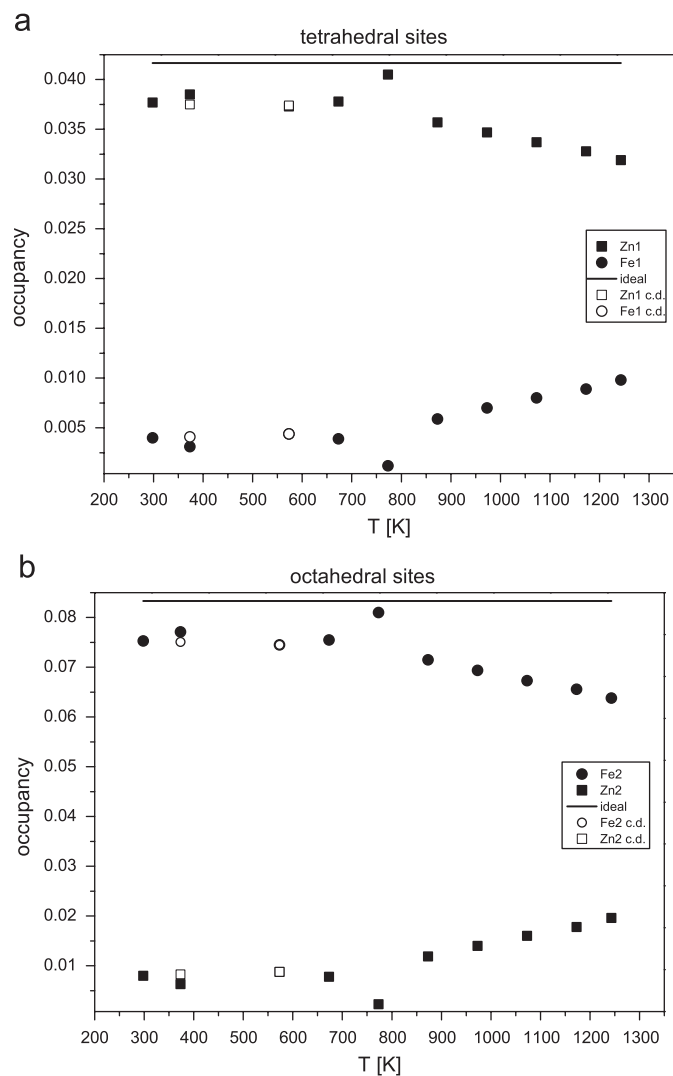 a
tetrahedral sites
0.040
0.035
0.030
0.025
0.020
0.015
0.010
0.005
occupancy
Zn1
Fe1
ideal
Zn1 c.d.
Fe1 c.d.
200 300 400 500 600 700 800 900 1000 1100 1200 1300
T [K]
b
octahedral sites
0.08
0.07
0.06
0.05
0.04
0.03
0.02
0.01
occupancy
Fe2
Zn2
ideal
Fe2 c.d.
Zn2 c.d.
200 300 400 500 600 700 800 900 1000 1100 1200 1300
T [K]